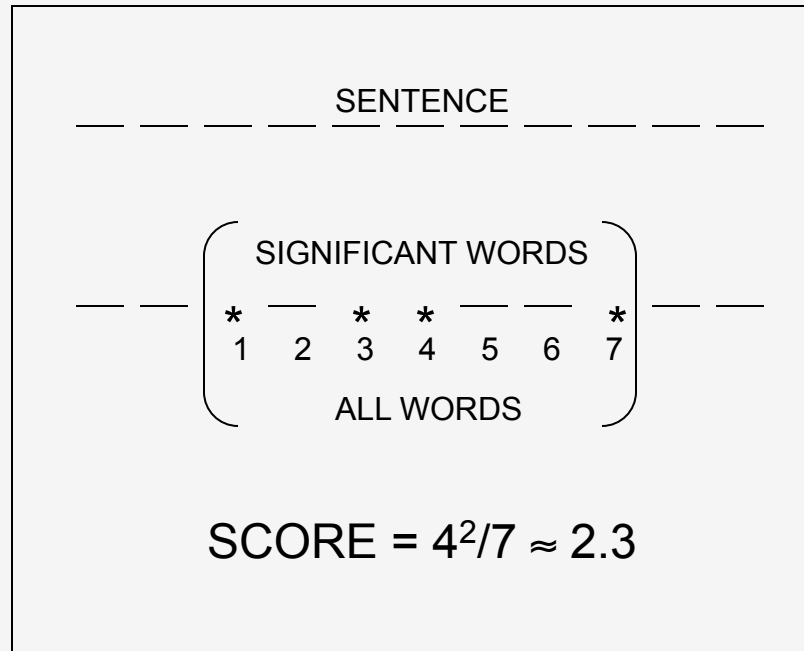 SENTENCE
SIGNIFICANT WORDS
* * * *
1 2 3 4 5 6 7
ALL WORDS
SCORE = 4²/7 ≈ 2.3